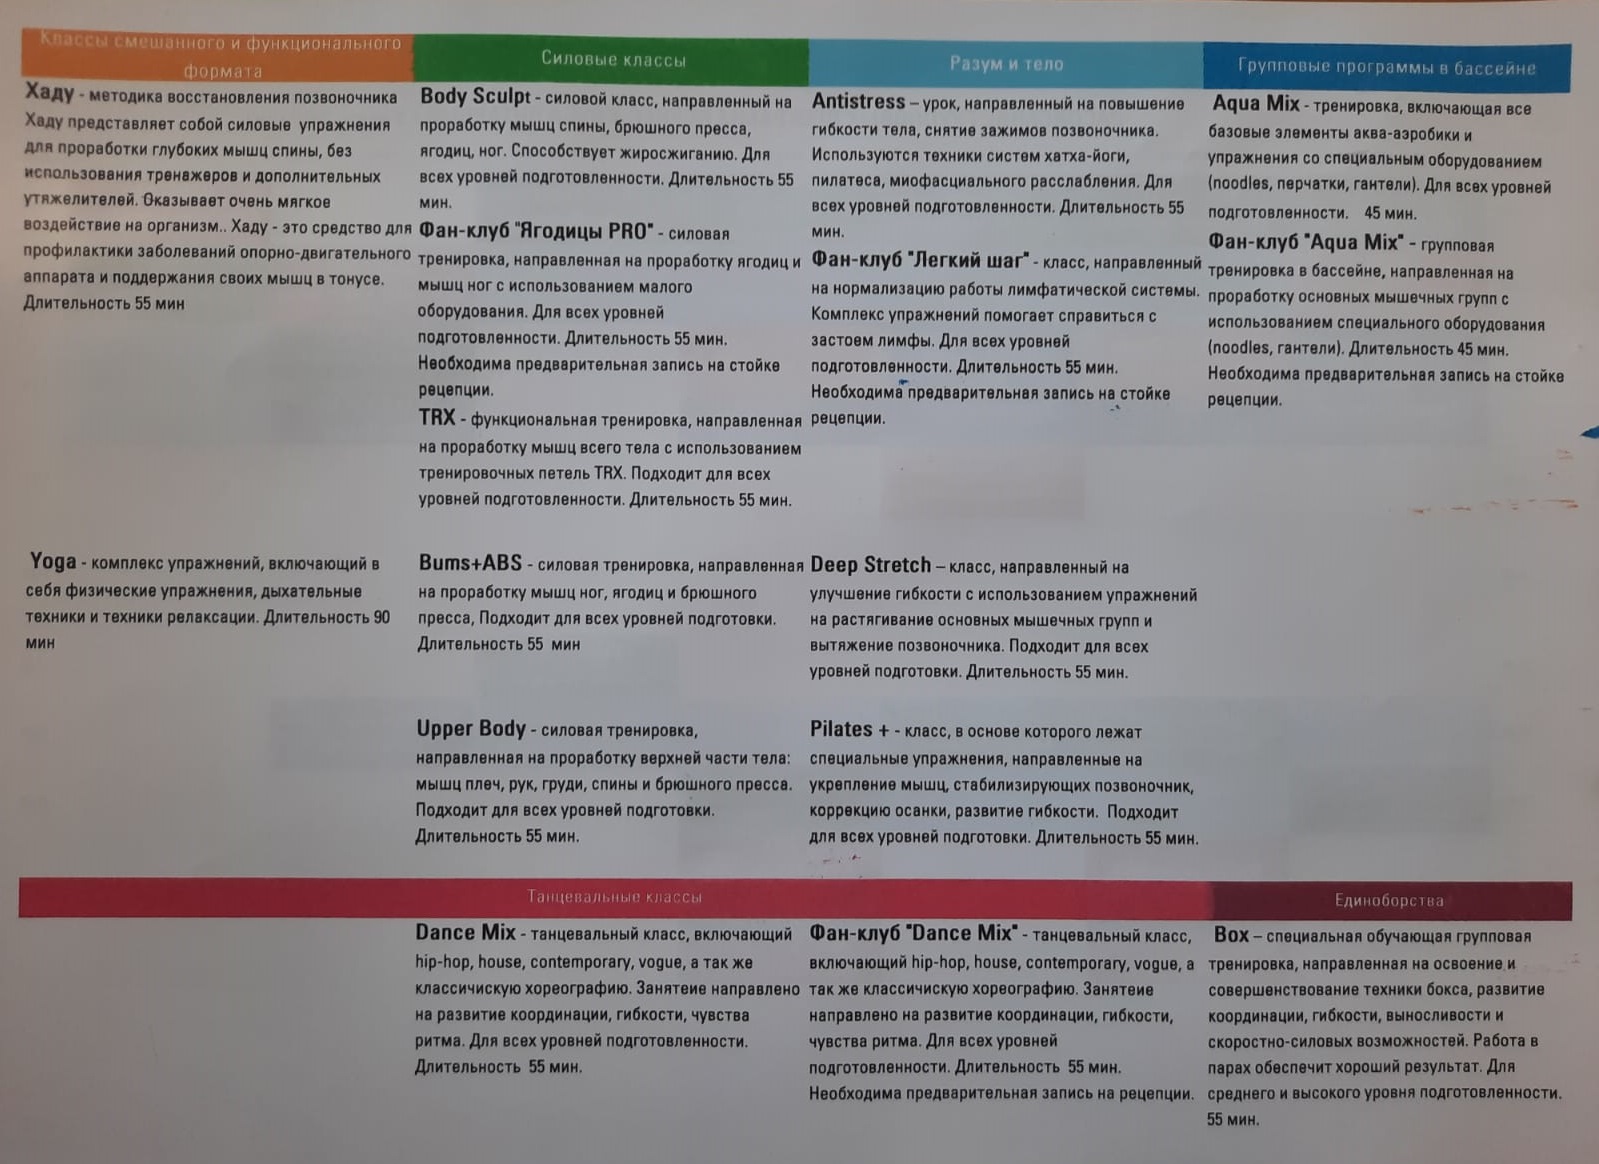 Классы смешанного и функционального
формата
Хаду - методика восстановления позвоночника
Хаду представляет собой силовые упражнения
для проработки глубоких мышц спины, без
использования тренажеров и дополнительных
утяжелителей. Оказывает очень мягкое
воздействие на организм.. Хаду - это средство для
профилактики заболеваний опорно-двигательного
аппарата и поддержания своих мышц в тонусе.
Длительность 55 мин
Yoga - комплекс упражнений, включающий в
себя физические упражнения, дыхательные
техники и техники релаксации. Длительность 90
мин
Силовые классы
Body Sculpt - силовой класс, направленный на
проработку мышц спины, брюшного пресса,
ягодиц, ног. Способствует жиросжиганию. Для
всех уровней подготовленности. Длительность 55
мин.
Фан-клуб "Ягодицы PRO" - силовая
тренировка, направленная на проработку ягодиц и
мышц ног с использованием малого
оборудования. Для всех уровней
подготовленности. Длительность 55 мин.
Необходима предварительная запись на стойке
рецепции.
TRX - функциональная тренировка, направленная
на проработку мышц всего тела с использованием
тренировочных петель TRX. Подходит для всех
уровней подготовленности. Длительность 55 мин.
Bums+ABS - силовая тренировка, направленная
на проработку мышц ног, ягодиц и брюшного
пресса, Подходит для всех уровней подготовки.
Длительность 55 мин
Upper Body - силовая тренировка,
направленная на проработку верхней части тела:
мышц плеч, рук, груди, спины и брюшного пресса.
Подходит для всех уровней подготовки.
Длительность 55 мин.
Разум и тело
Antistress – урок, направленный на повышение
гибкости тела, снятие зажимов позвоночника.
Используются техники систем хатха-йоги,
пилатеса, миофасциального расслабления. Для
всех уровней подготовленности. Длительность 55
мин.
Фан-клуб "Легкий шаг" - класс, направленный
на нормализацию работы лимфатической системы.
Комплекс упражнений помогает справиться с
застоем лимфы. Для всех уровней
подготовленности. Длительность 55 мин.
Необходима предварительная запись на стойке
рецепции.
Deep Stretch – класс, направленный на
улучшение гибкости с использованием упражнений
на растягивание основных мышечных групп и
вытяжение позвоночника. Подходит для всех
уровней подготовки. Длительность 55 мин.
Pilates + - класс, в основе которого лежат
специальные упражнения, направленные на
укрепление мышц, стабилизирующих позвоночник,
коррекцию осанки, развитие гибкости. Подходит
для всех уровней подготовки. Длительность 55 мин.
Групповые программы в бассейне
Aqua Mix - тренировка, включающая все
базовые элементы аква-аэробики и
упражнения со специальным оборудованием
(noodles, перчатки, гантели). Для всех уровней
подготовленности. 45 мин.
Фан-клуб "Aqua Mix" - групповая
тренировка в бассейне, направленная на
проработку основных мышечных групп с
использованием специального оборудования
(noodles, гантели). Длительность 45 мин.
Необходима предварительная запись на стойке
рецепции.
Танцевальные классы
Dance Mix - танцевальный класс, включающий
hip-hop, house, contemporary, vogue, а так же
классичискую хореографию. Занятеие направлено
на развитие координации, гибкости, чувства
ритма. Для всех уровней подготовленности.
Длительность 55 мин.
Фан-клуб "Dance Mix" - танцевальный класс,
включающий hip-hop, house, contemporary, vogue, а
так же классичискую хореографию. Занятеие
направлено на развитие координации, гибкости,
чувства ритма. Для всех уровней
подготовленности. Длительность 55 мин.
Необходима предварительная запись на рецепции.
Единоборства
Box – специальная обучающая групповая
тренировка, направленная на освоение и
совершенствование техники бокса, развитие
координации, гибкости, выносливости и
скоростно-силовых возможностей. Работа в
парах обеспечит хороший результат. Для
среднего и высокого уровня подготовленности.
55 мин.